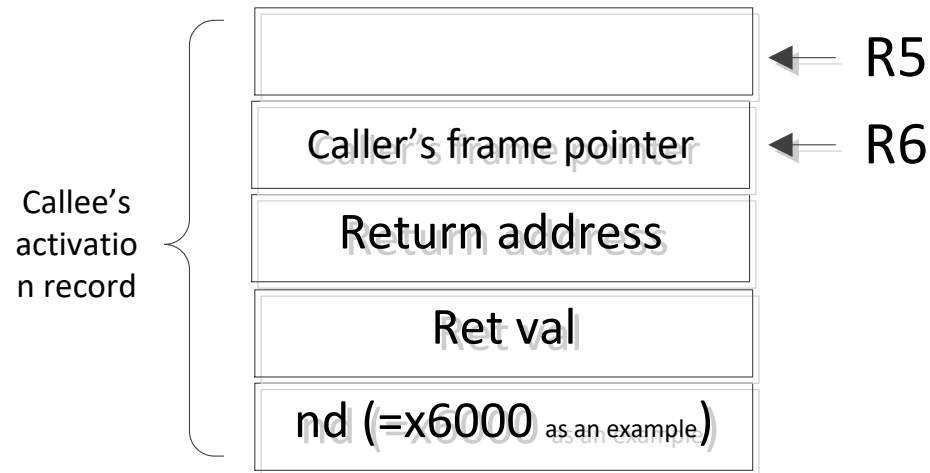 R5
Caller's frame pointer
R6
Return address
Callee's
activatio
n record
Ret val
nd (=x6000 as an example)